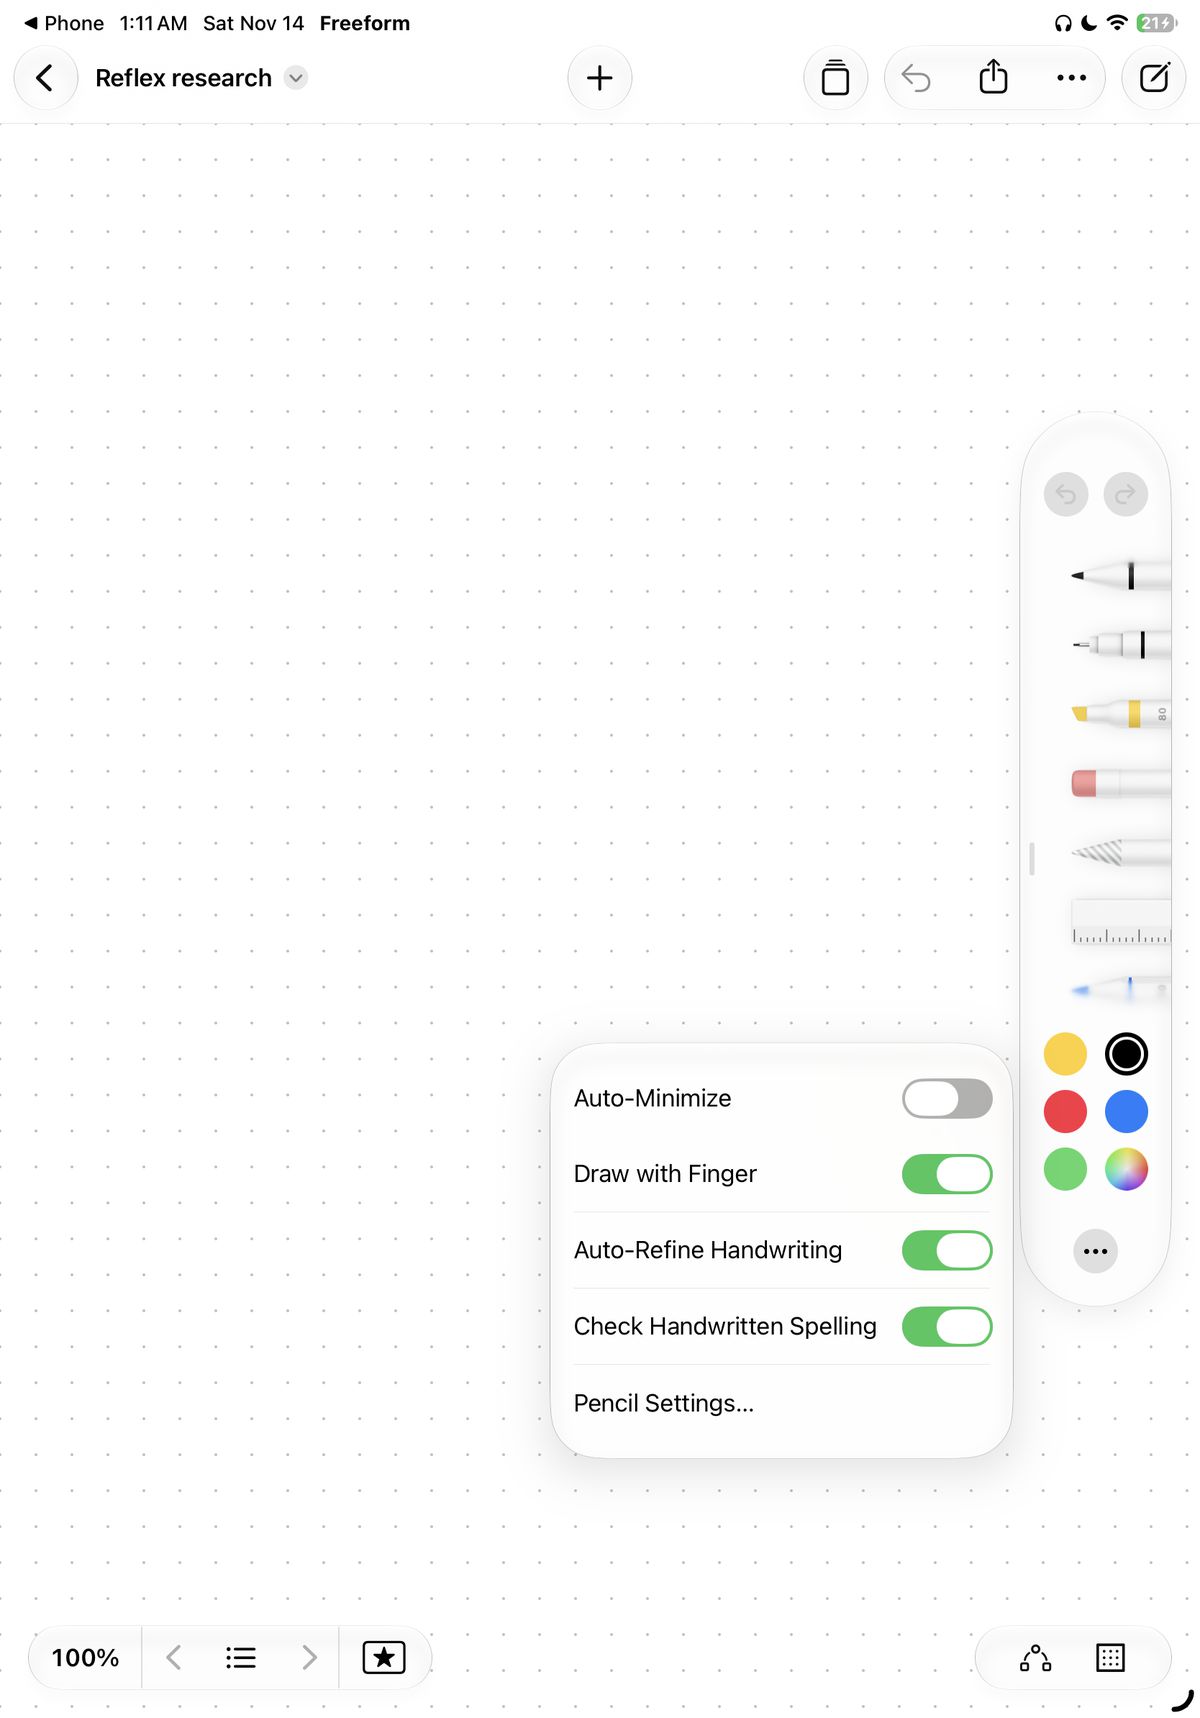 ◀ Phone 1:11 AM Sat Nov 14 Freeform 21
Reflex research
80
Auto-Minimize
Draw with Finger
Auto-Refine Handwriting
Check Handwritten Spelling
Pencil Settings...
100%